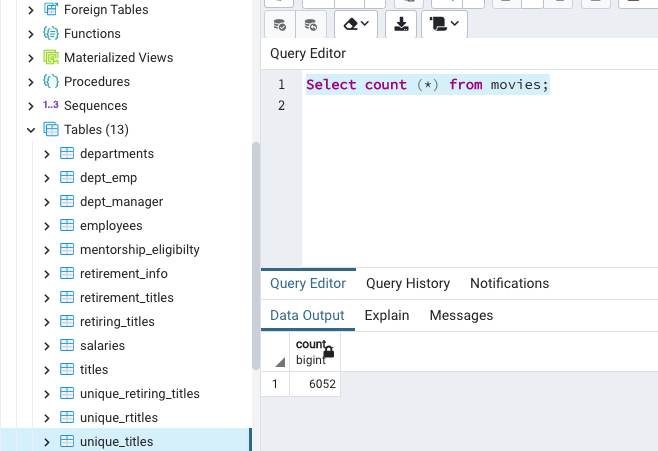 Foreign Tables
Functions
Materialized Views
Procedures
1..3 Sequences
Tables (13)
departments
dept_emp
dept_manager
employees
mentorship_eligibilty
retirement_info
retirement_titles
retiring_titles
salaries
titles
unique_retiring_titles
unique_rtitles
unique_titles
Query Editor
1 Select count (*) from movies;
2
Query Editor Query History Notifications
Data Output Explain Messages
count
bigint
1 6052